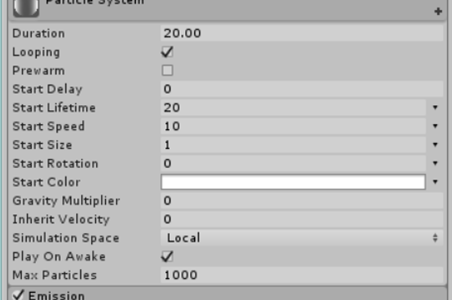 Particle System
Duration 20.00
Looping
Prewarm
Start Delay 0
Start Lifetime 20
Start Speed 10
Start Size 1
Start Rotation 0
Start Color
Gravity Multiplier 0
Inherit Velocity 0
Simulation Space Local
Play On Awake
Max Particles 1000
Emission